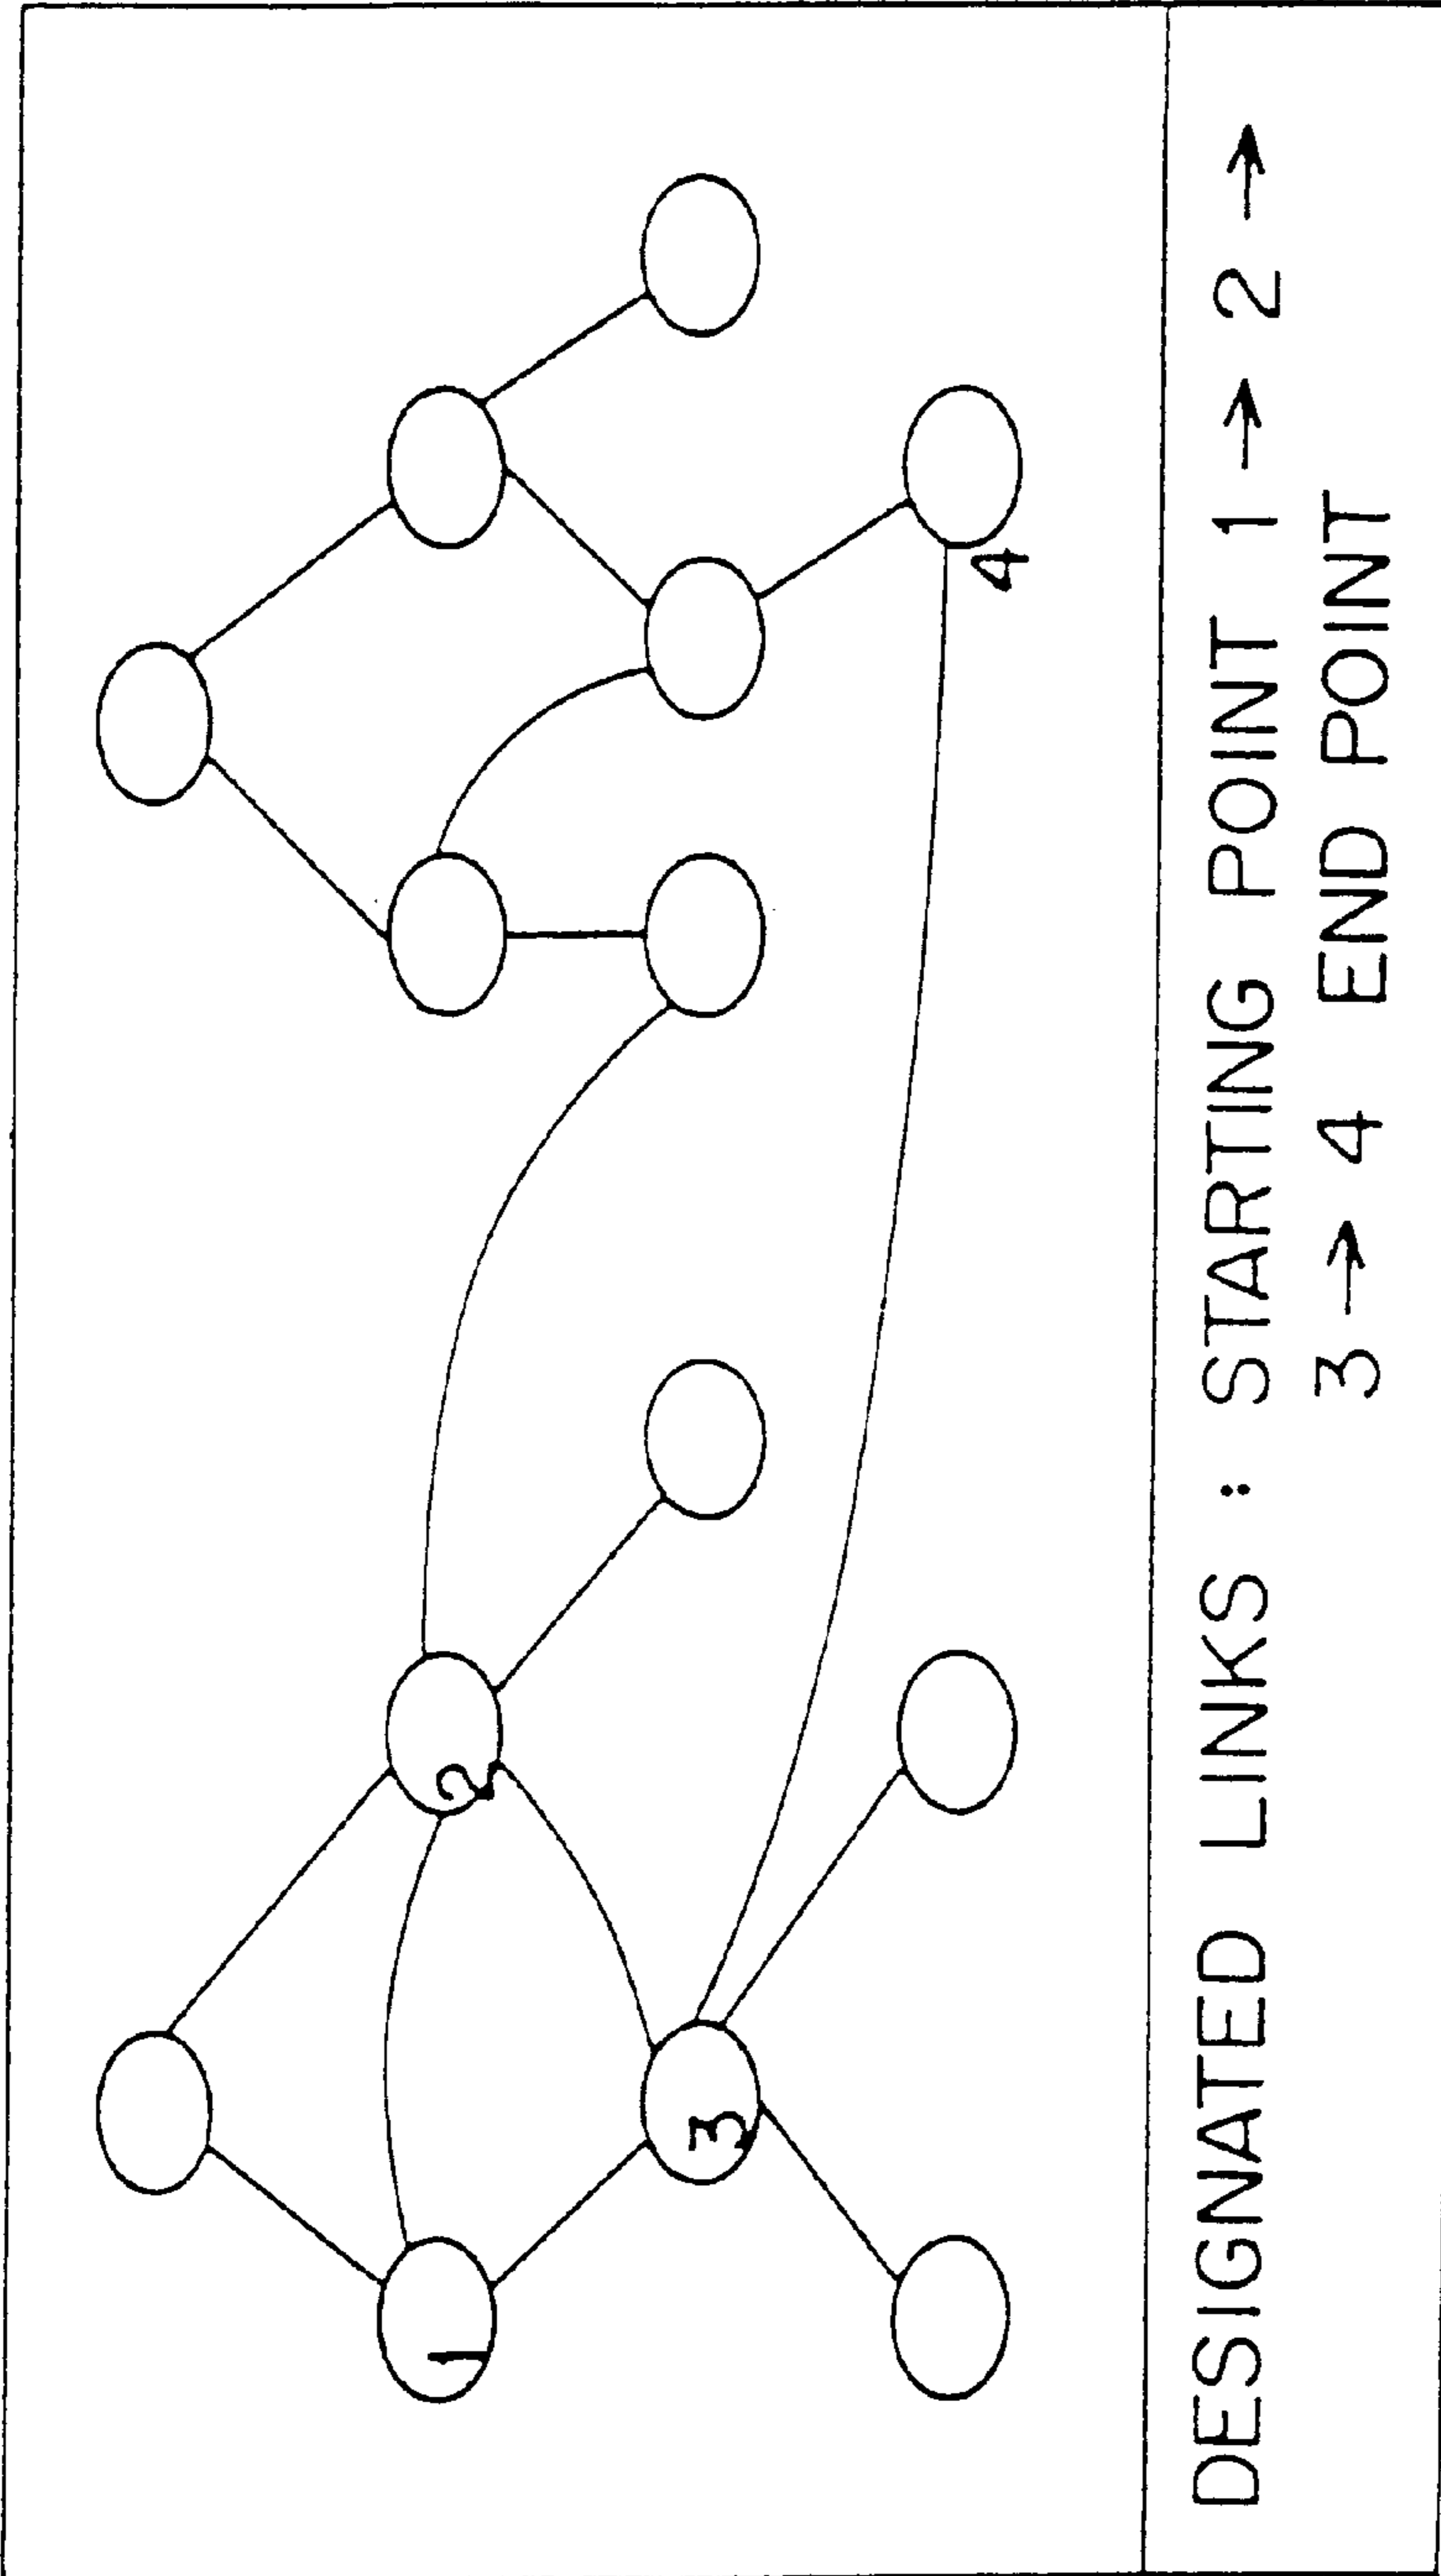 1
2
3
4
DESIGNATED LINKS : STARTING POINT 1 → 2 →
3 → 4 END POINT